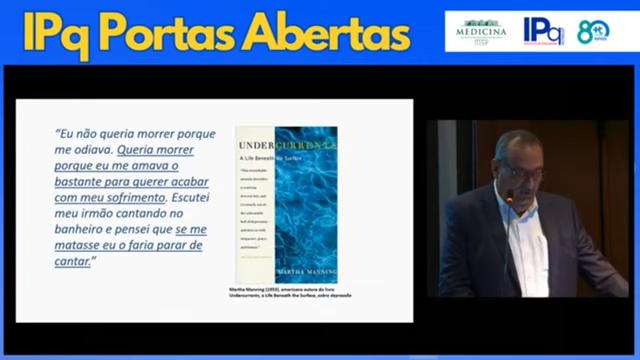 IPq Portas Abertas
MEDICINA
IPq
80
“Eu não queria morrer porque
me odiava. Queria morrer
porque eu me amava o
bastante para querer acabar
com meu sofrimento. Escutei
meu irmão cantando no
banheiro e pensei que se me
matasse eu o faria parar de
cantar.”
UNDERCURRENTS
A Life Beneath the Surface
MARTHA MANNING
Martha Manning (1953), americana autora do livro
Undercurrents, a Life Beneath the Surface, sobre depressão